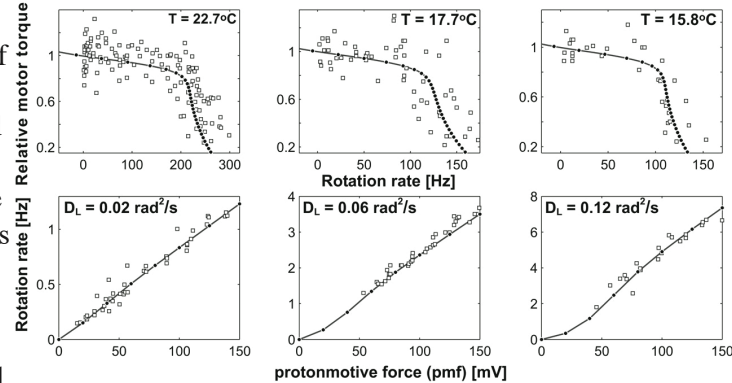 T = 22.7°C
T = 17.7°C
T = 15.8°C
Relative motor torque
1
0.6
0.2
0 100 200 300
1
0.6
0.2
0 50 100 150
1
0.6
0.2
0 50 100 150
Rotation rate [Hz]
D_L = 0.02 rad²/s
D_L = 0.06 rad²/s
D_L = 0.12 rad²/s
Rotation rate [Hz]
1
0.5
0
0 50 100 150
4
3
2
1
0
0 50 100 150
8
6
4
2
0
0 50 100 150
protonmotive force (pmf) [mV]